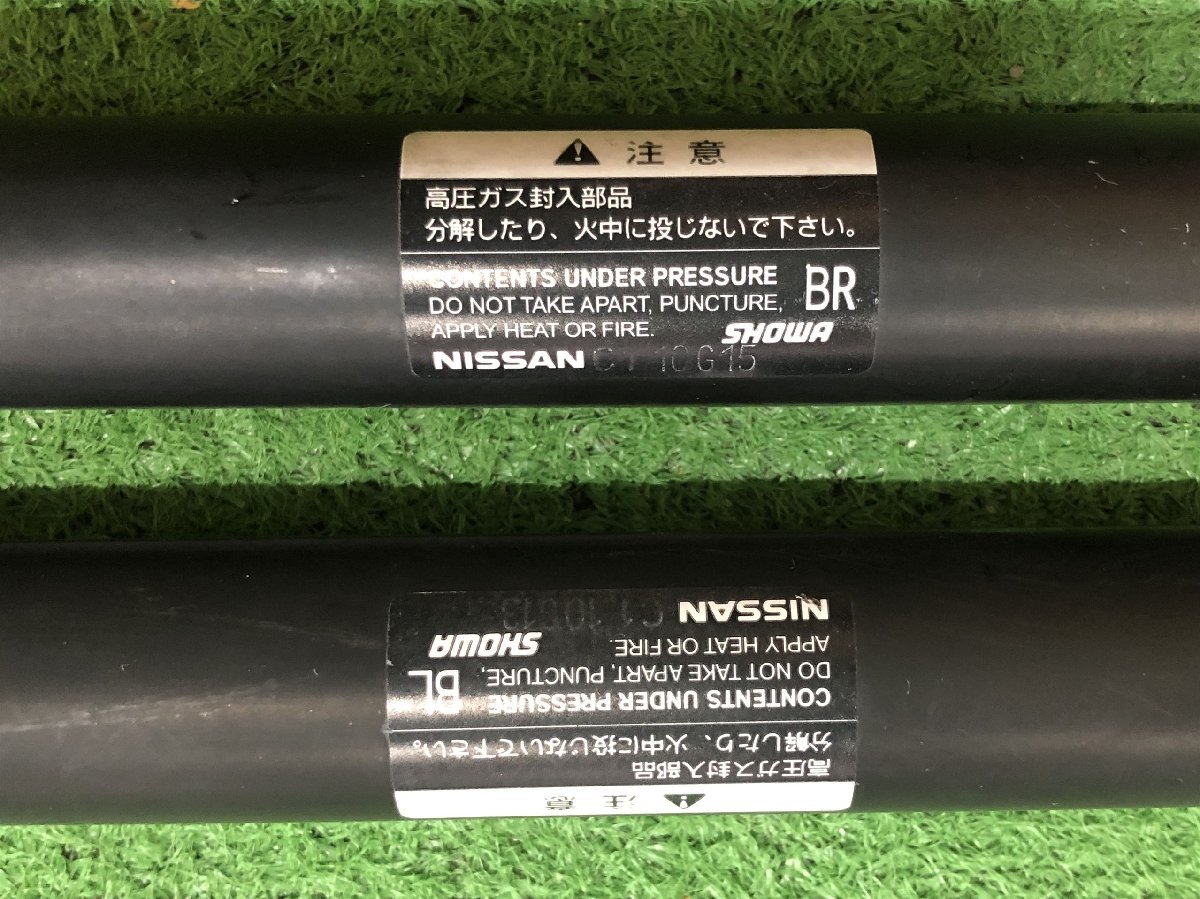 注意
高圧ガス封入部品
分解したり、火中に投じないで下さい。
CONTENTS UNDER PRESSURE
DO NOT TAKE APART, PUNCTURE, BR
APPLY HEAT OR FIRE.
SHOWA
NISSAN 10G15
注意
高圧ガス封入部品
分解したり、火中に投じないで下さい。
CONTENTS UNDER PRESSURE
DO NOT TAKE APART, PUNCTURE, BL
APPLY HEAT OR FIRE.
SHOWA
NISSAN